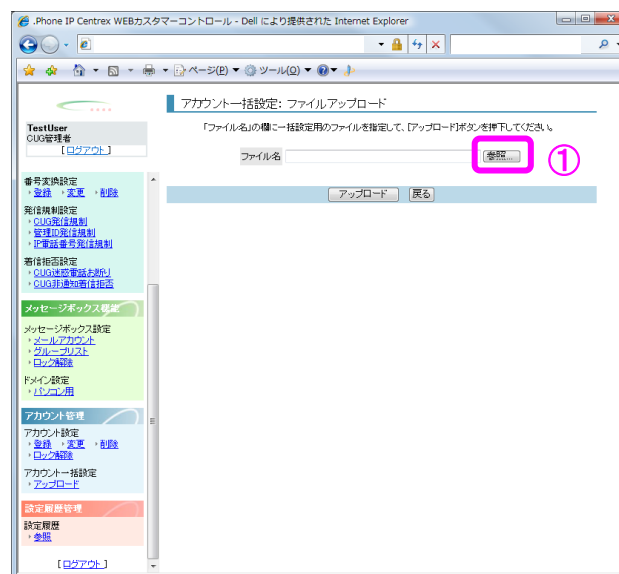 .Phone IP Centrex WEBカスタマーコントロール - Dell により提供された Internet Explorer
ページ(P) ツール(O)
アカウント一括設定: ファイルアップロード
「ファイル名」の欄に一括設定用のファイルを指定して、[アップロード]ボタンを押下してください。
ファイル名 参照... ①
アップロード 戻る
TestUser
CUG管理者
[ログアウト]
番号変換設定
登録 変更 削除
発信規制設定
CUG発信規制
管理ID発信規制
IP電話番号発信規制
着信拒否設定
CUG迷惑電話お断り
CUG非通知着信拒否
メッセージボックス機能
メッセージボックス設定
メールアカウント
グループリスト
ロック解除
ドメイン設定
パソコン用
アカウント管理
アカウント設定
登録 変更 削除
ロック解除
アカウント一括設定
アップロード
設定履歴管理
設定履歴
参照
[ログアウト]